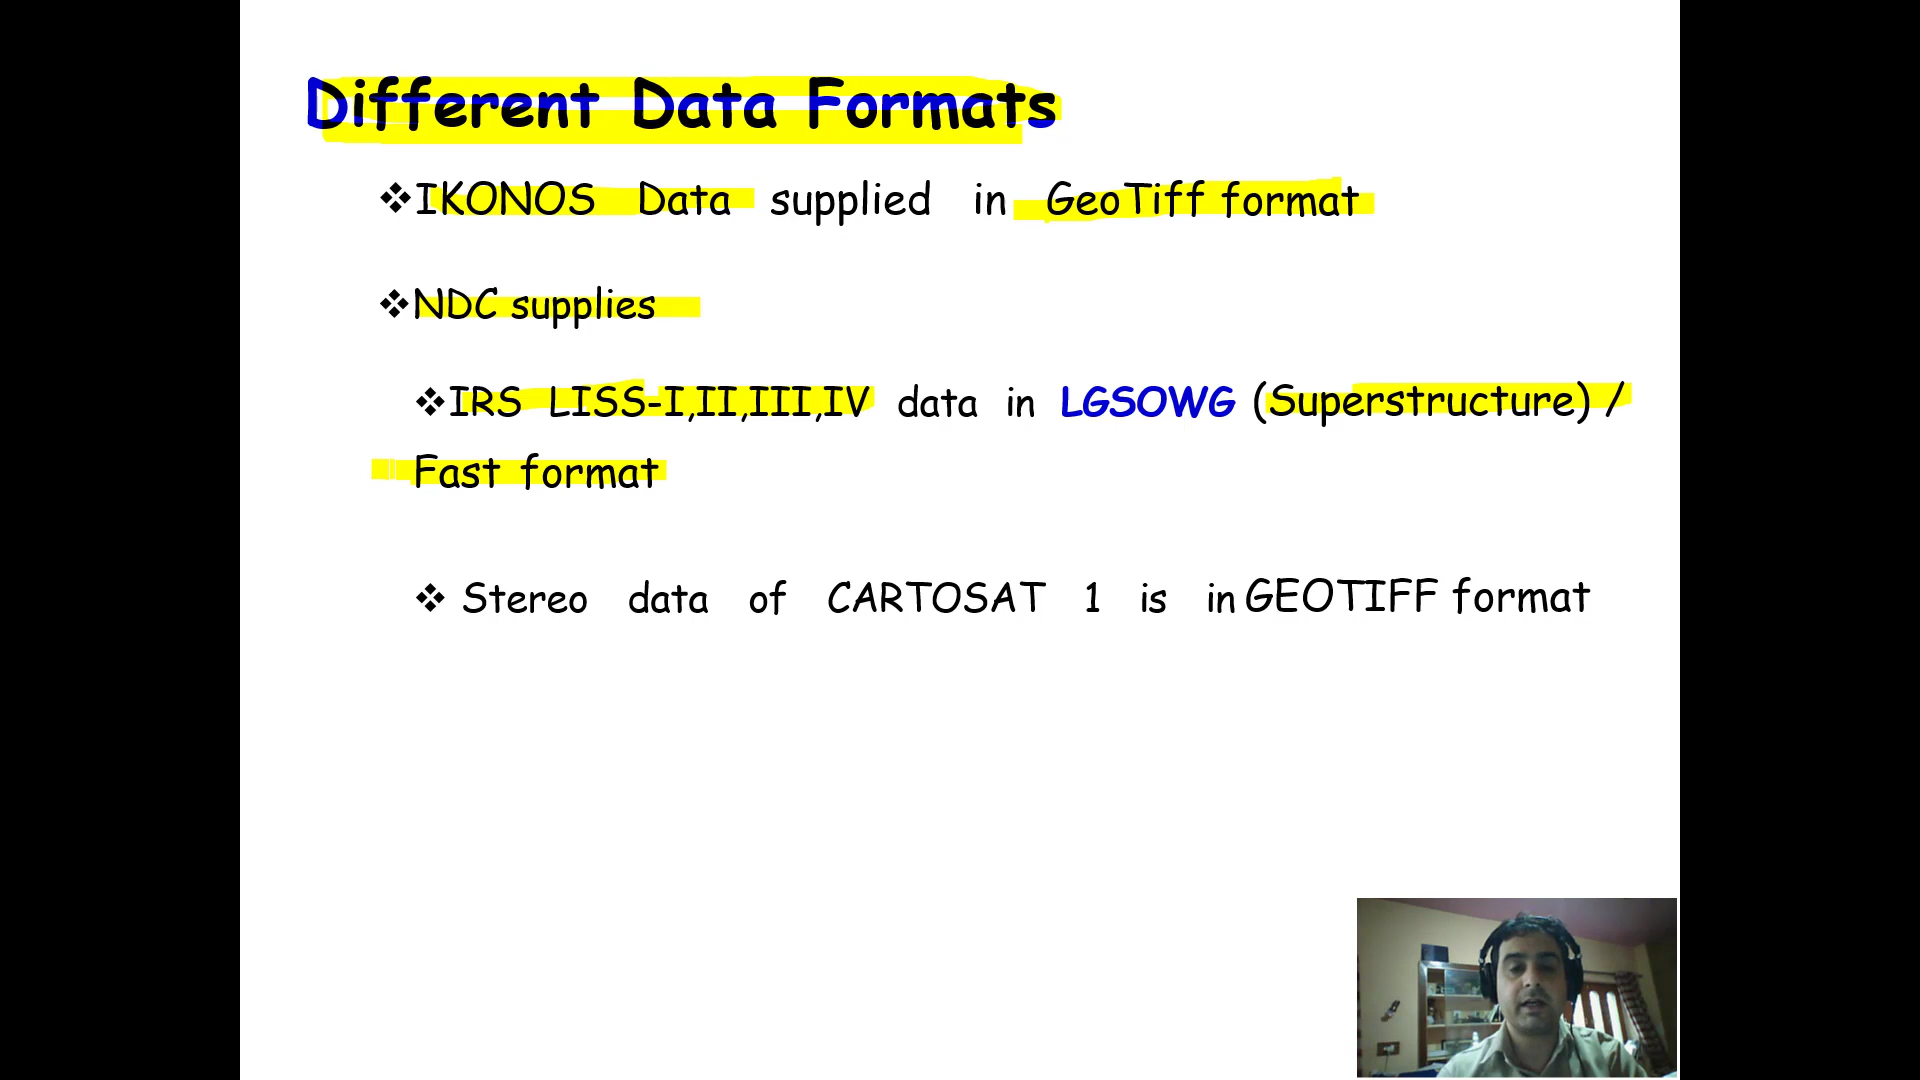 Different Data Formats
❖IKONOS Data supplied in GeoTiff format
❖NDC supplies
❖IRS LISS-I,II,III,IV data in LGSOWG (Superstructure) /
Fast format
❖ Stereo data of CARTOSAT 1 is in GEOTIFF format